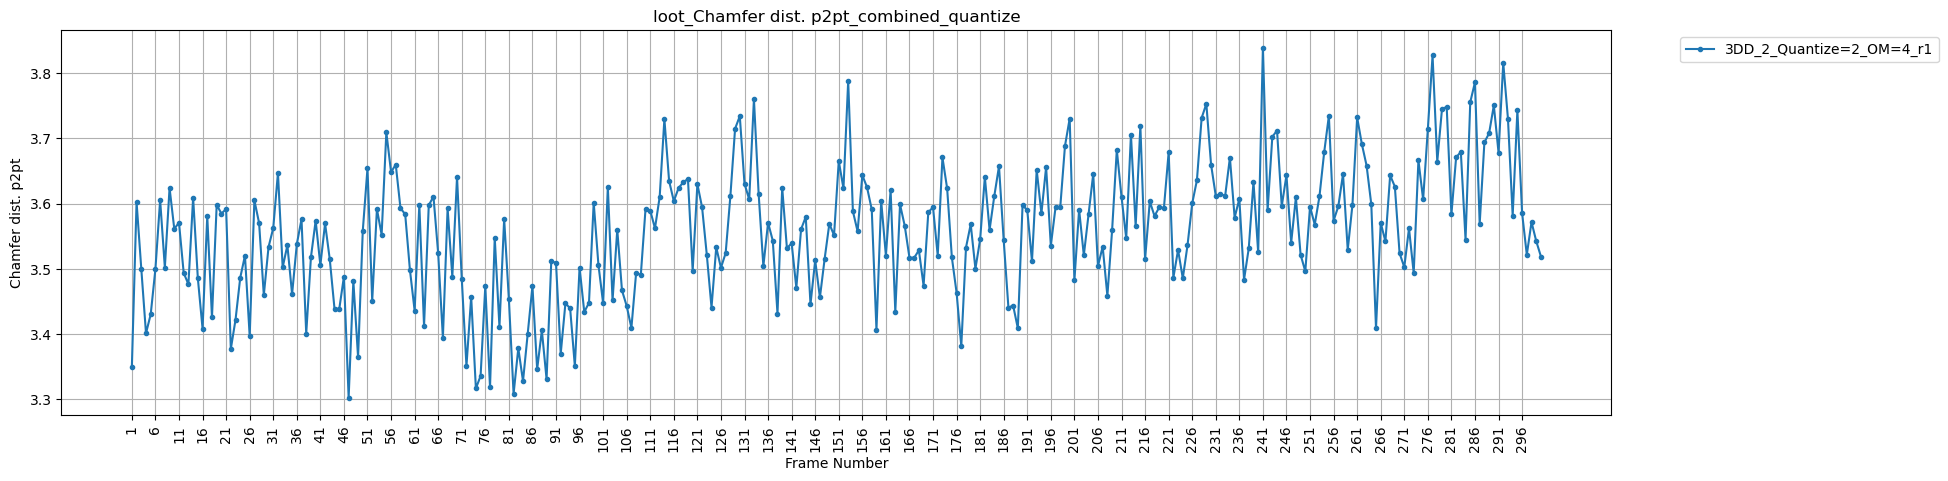 loot_Chamfer dist. p2pt_combined_quantize
3DD_2_Quantize=2_OM=4_r1
Chamfer dist. p2pt
3.8
3.7
3.6
3.5
3.4
3.3
1 6 11 16 21 26 31 36 41 46 51 56 61 66 71 76 81 86 91 96 101 106 111 116 121 126 131 136 141 146 151 156 161 166 171 176 181 186 191 196 201 206 211 216 221 226 231 236 241 246 251 256 261 266 271 276 281 286 291 296
Frame Number